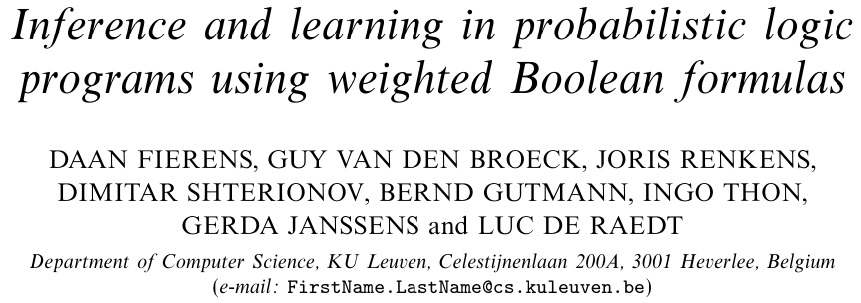 Inference and learning in probabilistic logic
programs using weighted Boolean formulas
DAAN FIERENS, GUY VAN DEN BROECK, JORIS RENKENS,
DIMITAR SHTERIONOV, BERND GUTMANN, INGO THON,
GERDA JANSSENS and LUC DE RAEDT
Department of Computer Science, KU Leuven, Celestijnenlaan 200A, 3001 Heverlee, Belgium
(e-mail: FirstName.LastName@cs.kuleuven.be)